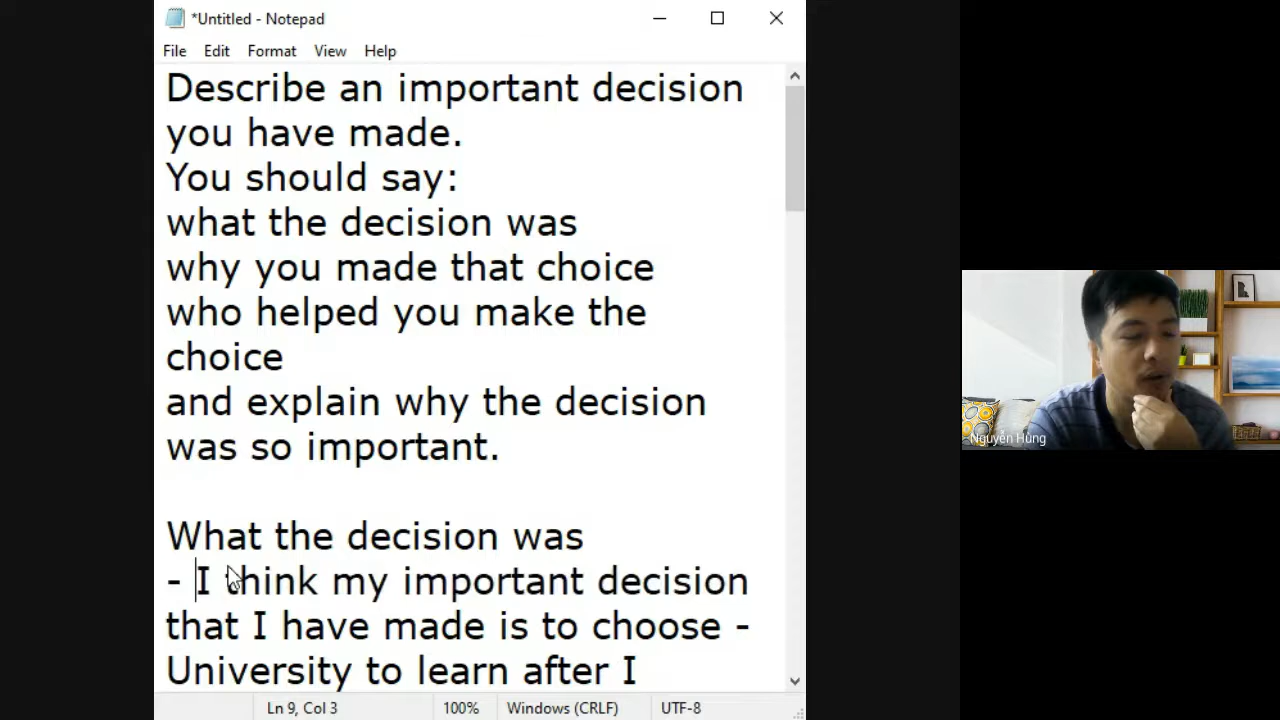 *Untitled - Notepad
File Edit Format View Help
Describe an important decision
you have made.
You should say:
what the decision was
why you made that choice
who helped you make the
choice
and explain why the decision
was so important.
What the decision was
- I think my important decision
that I have made is to choose -
University to learn after I
Nguyễn Hùng
Ln 9, Col 3 100% Windows (CRLF) UTF-8